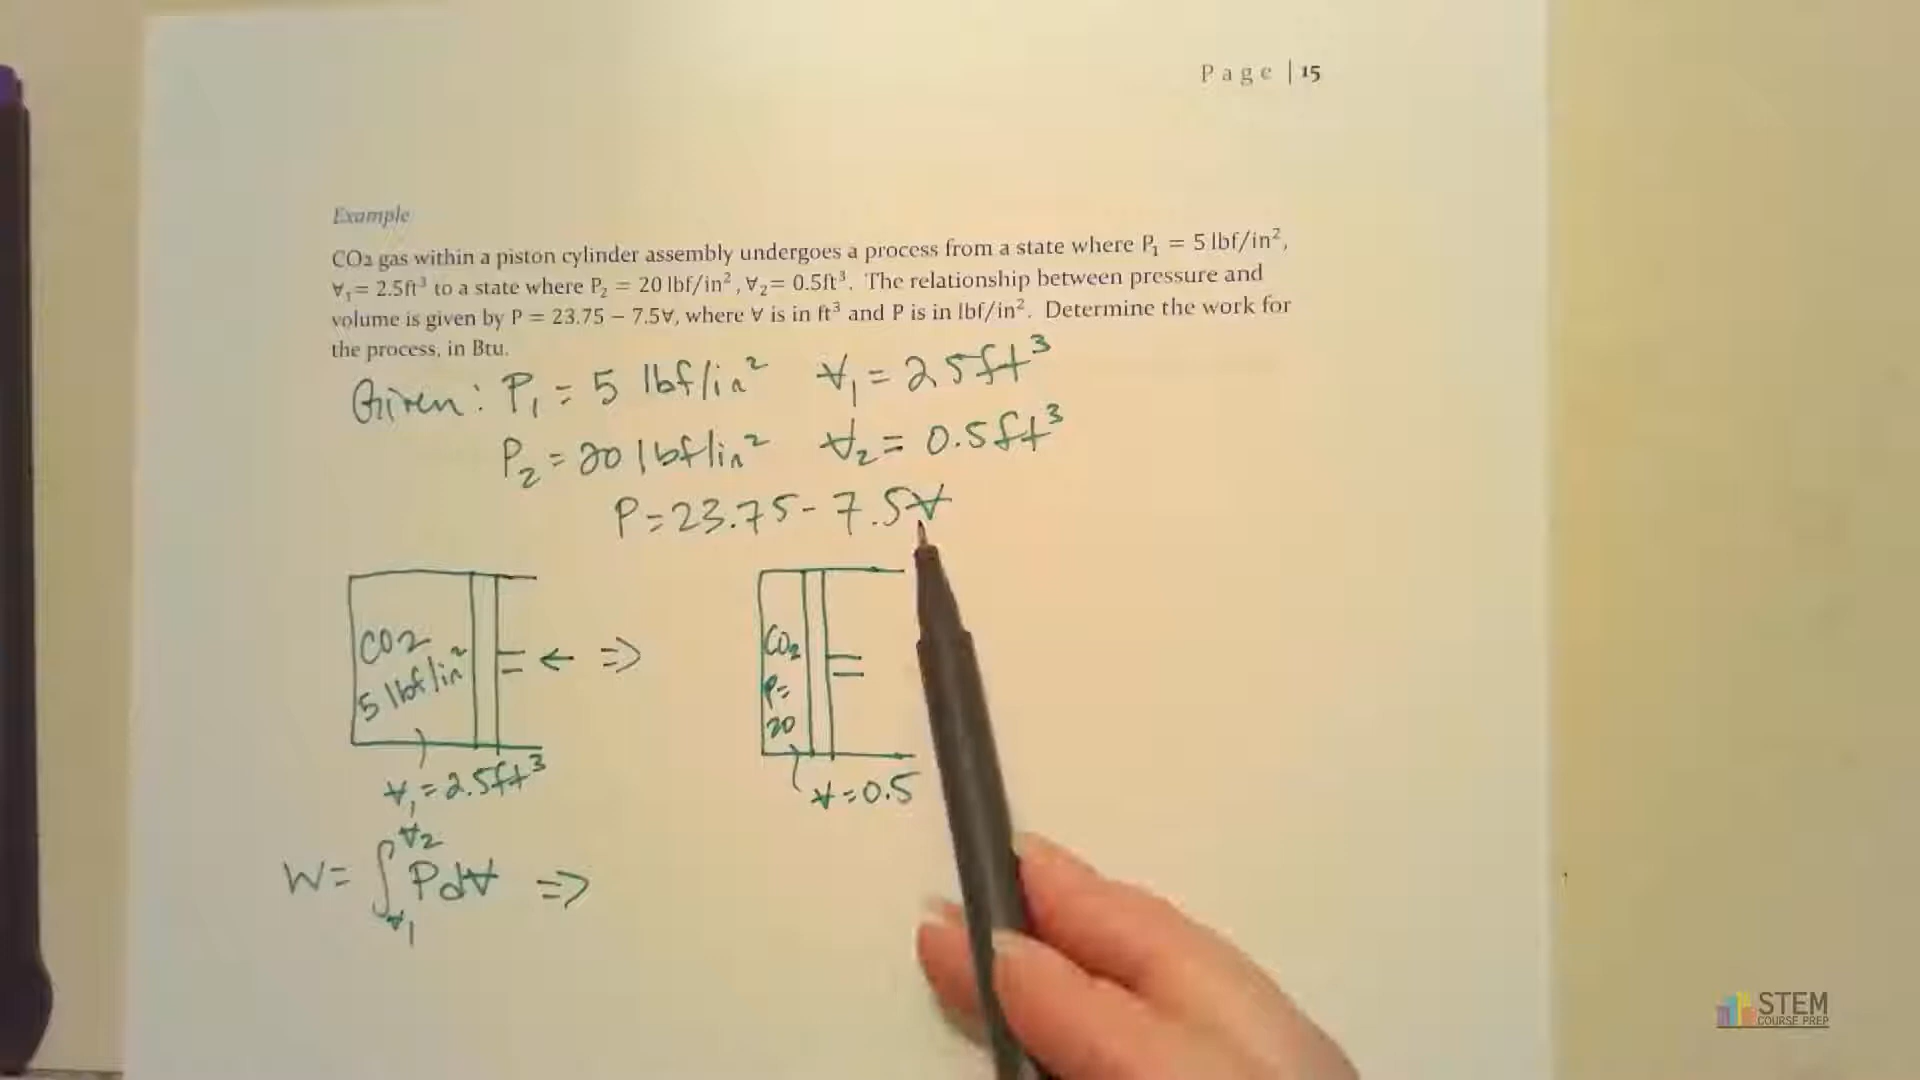 Page | 15
Example
CO2 gas within a piston cylinder assembly undergoes a process from a state where P₁ = 5 lbf/in²,
∀₁= 2.5ft³ to a state where P₂ = 20 lbf/in², ∀₂= 0.5ft³. The relationship between pressure and
volume is given by P = 23.75 – 7.5∀, where ∀ is in ft³ and P is in lbf/in². Determine the work for
the process, in Btu.
Given: P₁ = 5 lbf/in² ∀₁ = 2.5ft³
P₂ = 20 lbf/in² ∀₂ = 0.5ft³
P=23.75- 7.5∀
CO2
5 lbf/in²
∀₁=2.5ft³
← =>
CO₂
P=
20
∀=0.5
W= ∫∀₁^∀₂ Pd∀ =>
STEM
COURSE PREP